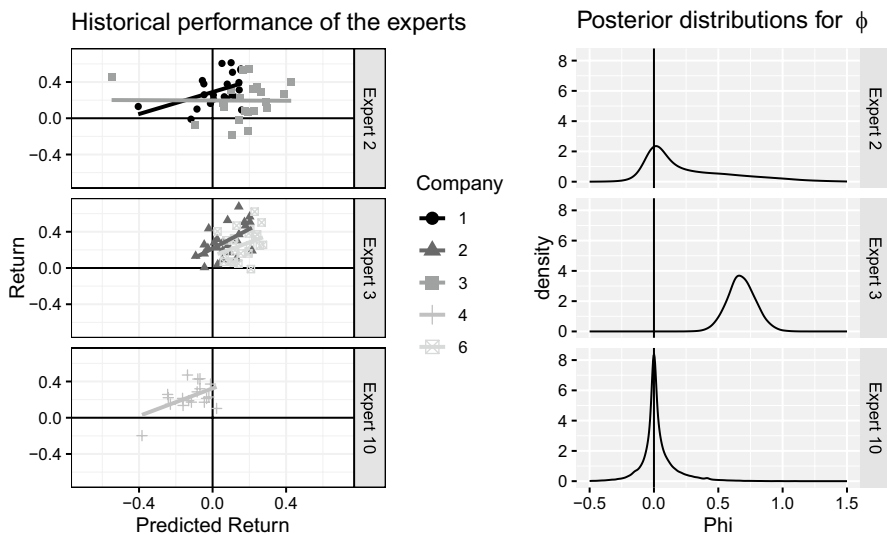 Historical performance of the experts
0.4
0.0
−0.4
Expert 2
0.4
0.0
−0.4
Expert 3
0.4
0.0
−0.4
Expert 10
−0.4 0.0 0.4
Predicted Return
Return
Company
1
2
3
4
6
Posterior distributions for ϕ
8
6
4
2
0
Expert 2
8
6
4
2
0
Expert 3
8
6
4
2
0
Expert 10
−0.5 0.0 0.5 1.0 1.5
Phi
density